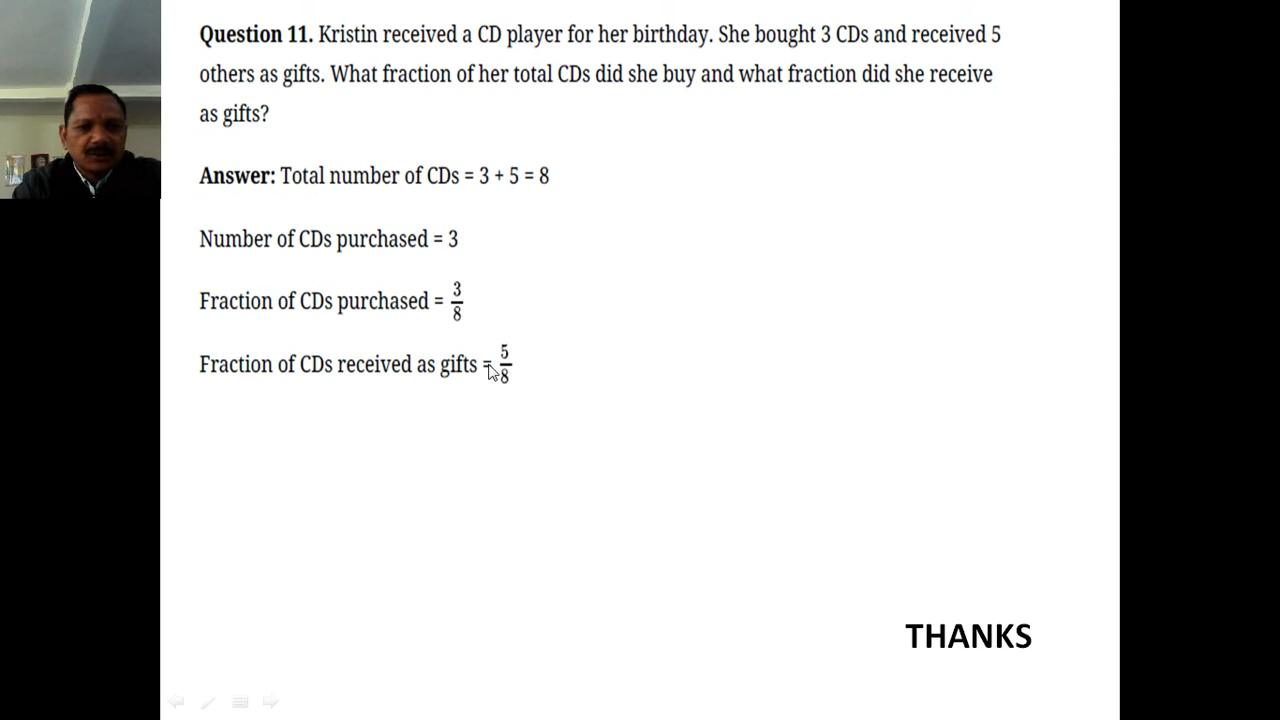 Question 11. Kristin received a CD player for her birthday. She bought 3 CDs and received 5
others as gifts. What fraction of her total CDs did she buy and what fraction did she receive
as gifts?
Answer: Total number of CDs = 3 + 5 = 8
Number of CDs purchased = 3
Fraction of CDs purchased = 3/8
Fraction of CDs received as gifts = 5/8
THANKS